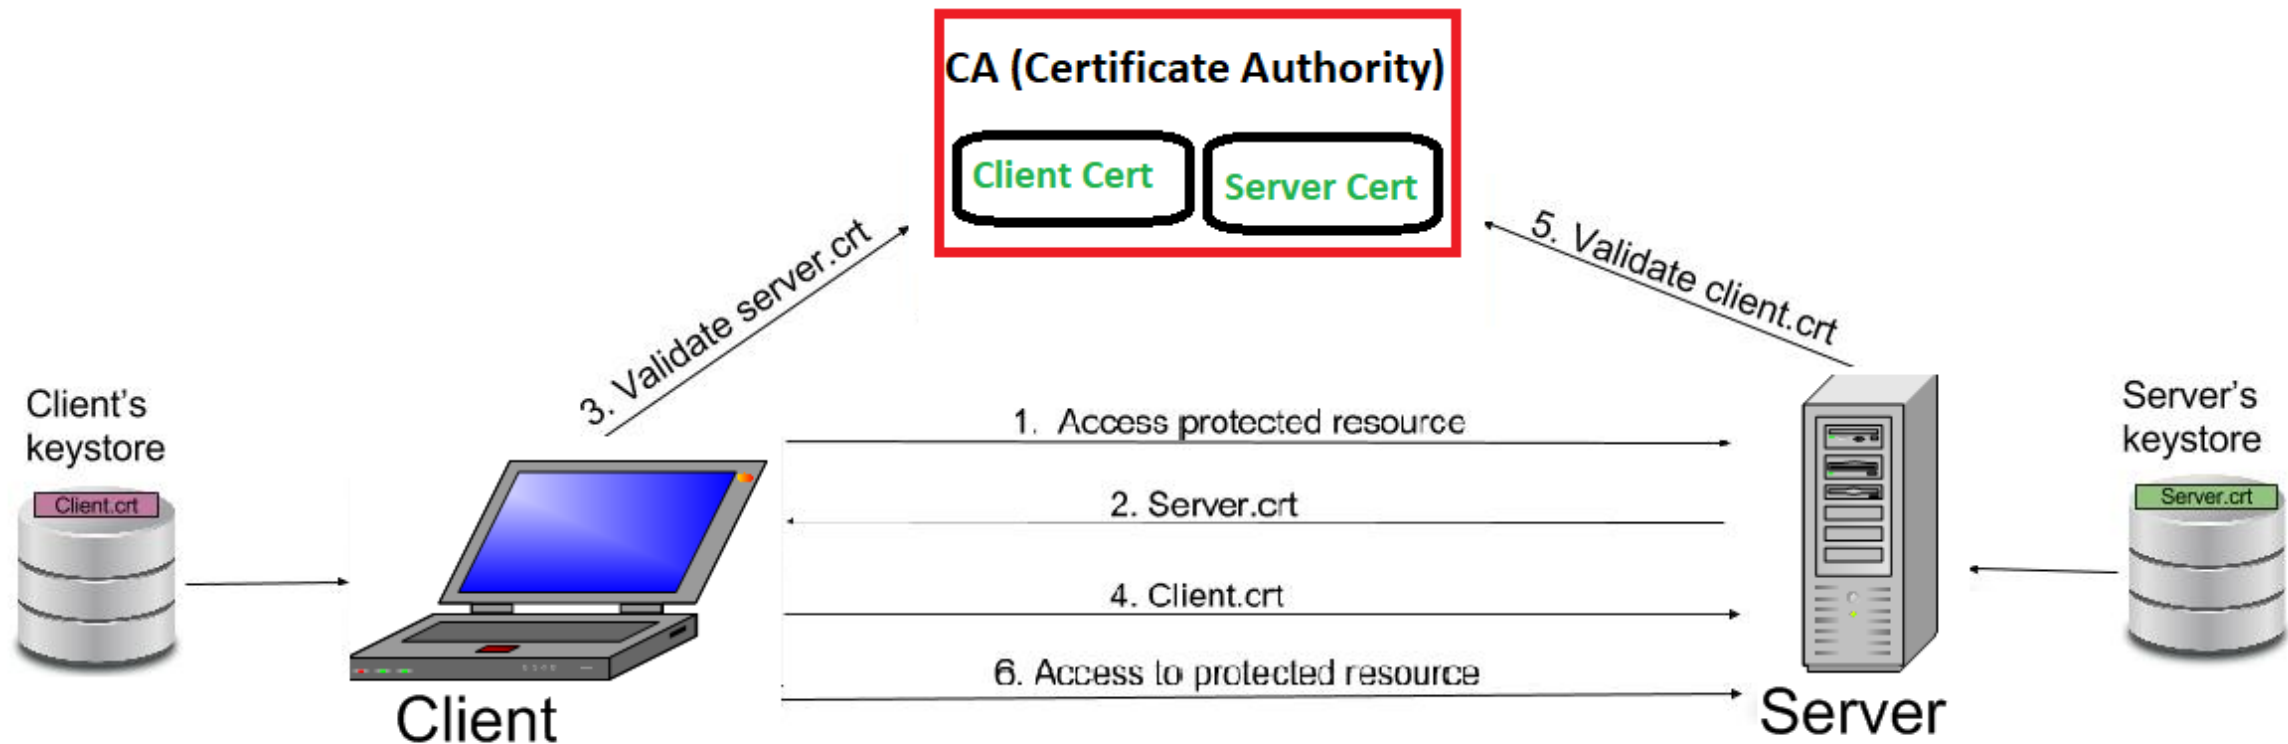 CA (Certificate Authority)
Client Cert
Server Cert
3. Validate server.crt
5. Validate client.crt
Client's
keystore
Client.crt
1. Access protected resource
2. Server.crt
4. Client.crt
6. Access to protected resource
Server's
keystore
Server.crt
Client
Server